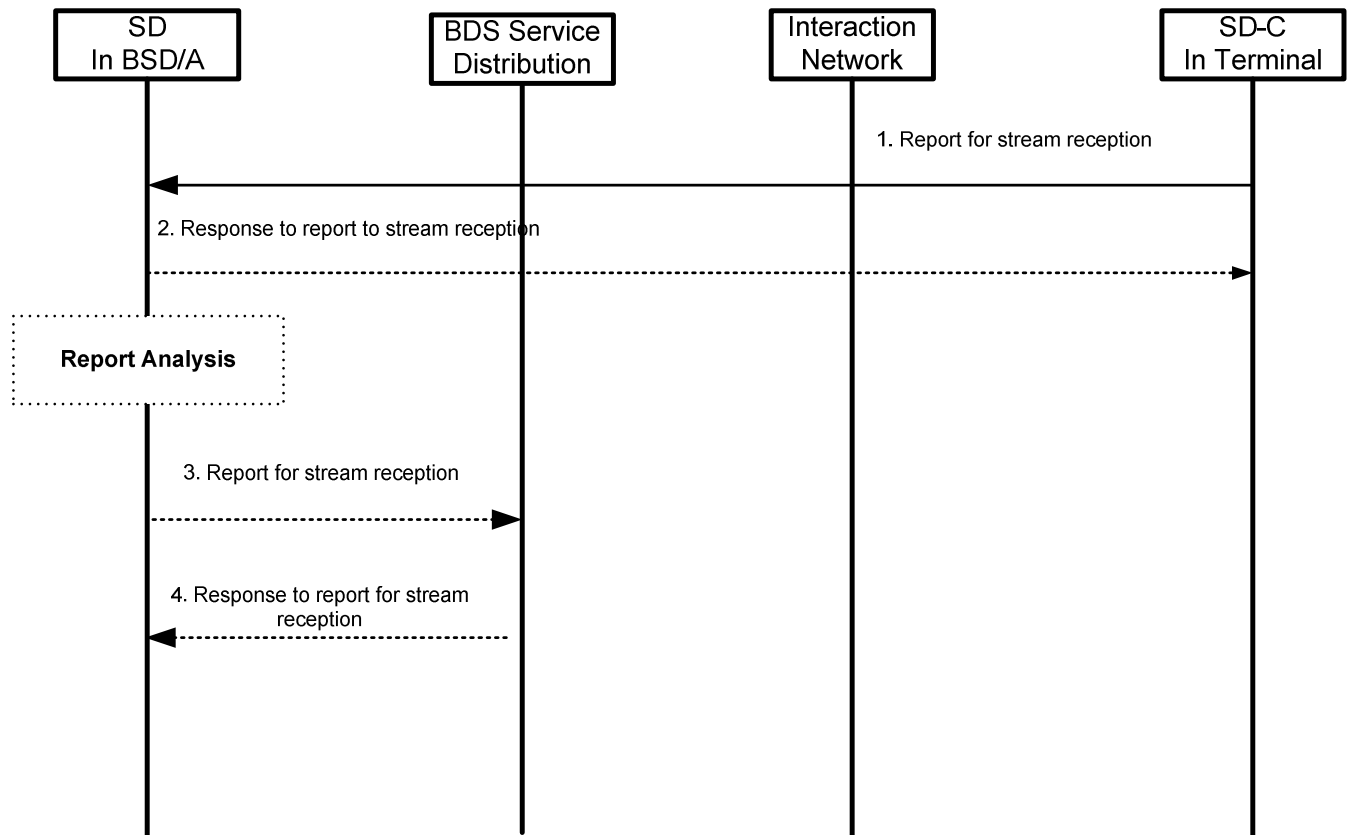 SD
In BSD/A
BDS Service
Distribution
Interaction
Network
SD-C
In Terminal
1. Report for stream reception
2. Response to report to stream reception
Report Analysis
3. Report for stream reception
4. Response to report for stream
reception